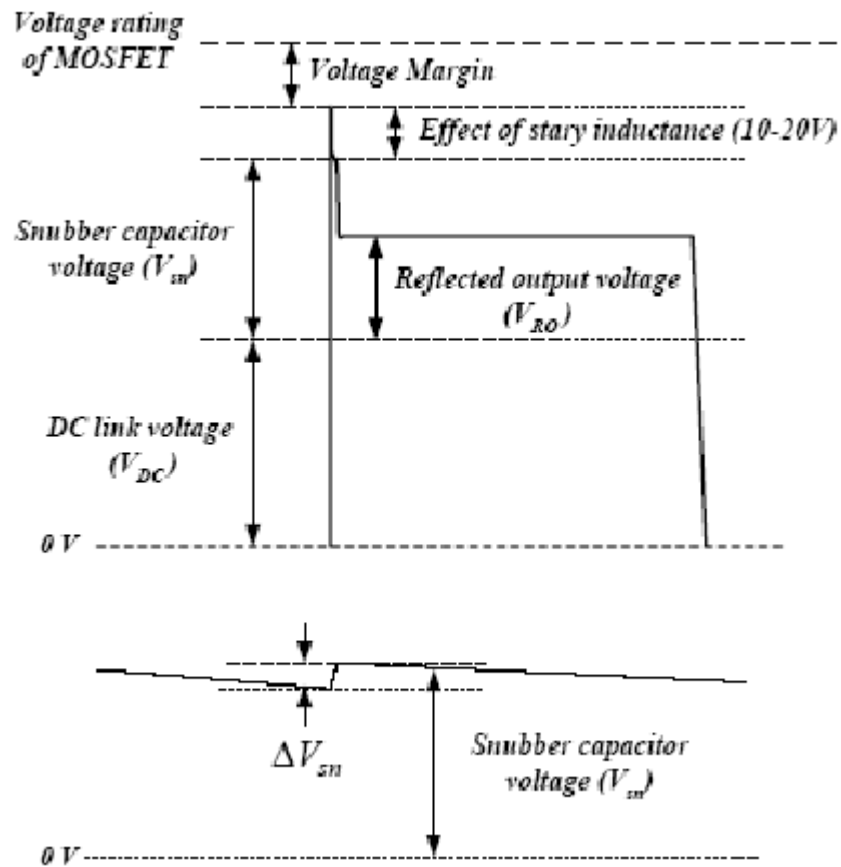 Voltage rating
of MOSFET
Voltage Margin
Effect of stary inductance (10-20V)
Snubber capacitor
voltage (Vsn)
Reflected output voltage
(VRO)
DC link voltage
(VDC)
0 V
ΔVsn
Snubber capacitor
voltage (Vsn)
0 V